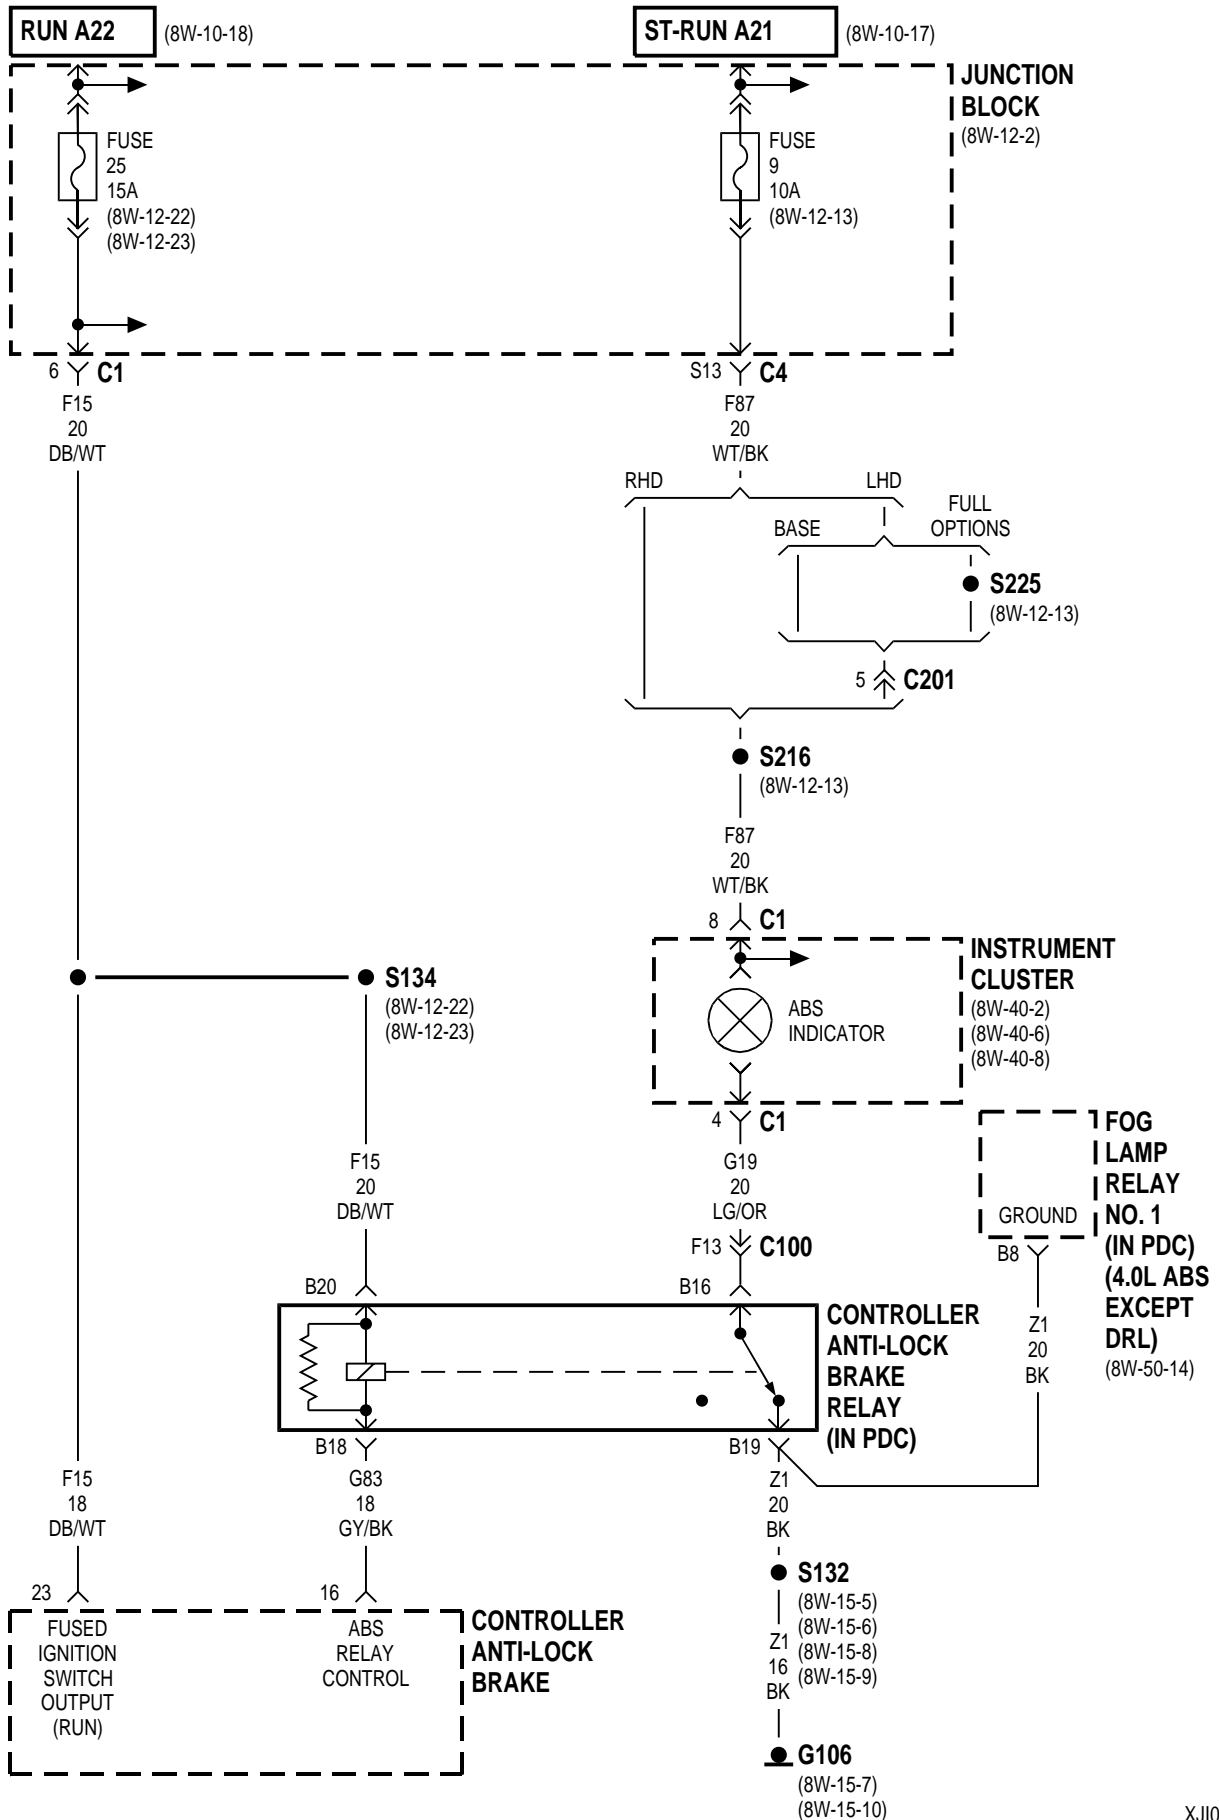 RUN A22
(8W-10-18)
ST-RUN A21
(8W-10-17)
JUNCTION
BLOCK
(8W-12-2)
FUSE
25
15A
(8W-12-22)
(8W-12-23)
FUSE
9
10A
(8W-12-13)
6
C1
F15
20
DB/WT
S13
C4
F87
20
WT/BK
RHD
LHD
BASE
FULL
OPTIONS
S225
(8W-12-13)
5
C201
S216
(8W-12-13)
F87
20
WT/BK
8
C1
INSTRUMENT
CLUSTER
(8W-40-2)
(8W-40-6)
(8W-40-8)
ABS
INDICATOR
S134
(8W-12-22)
(8W-12-23)
4
C1
G19
20
LG/OR
F13
C100
F15
20
DB/WT
FOG
LAMP
RELAY
NO. 1
(IN PDC)
(4.0L ABS
EXCEPT
DRL)
(8W-50-14)
GROUND
B8
Z1
20
BK
B20
B16
CONTROLLER
ANTI-LOCK
BRAKE
RELAY
(IN PDC)
B18
B19
F15
18
DB/WT
G83
18
GY/BK
Z1
20
BK
S132
(8W-15-5)
(8W-15-6)
(8W-15-8)
(8W-15-9)
Z1
16
BK
23
16
FUSED
IGNITION
SWITCH
OUTPUT
(RUN)
ABS
RELAY
CONTROL
CONTROLLER
ANTI-LOCK
BRAKE
G106
(8W-15-7)
(8W-15-10)
XJI0